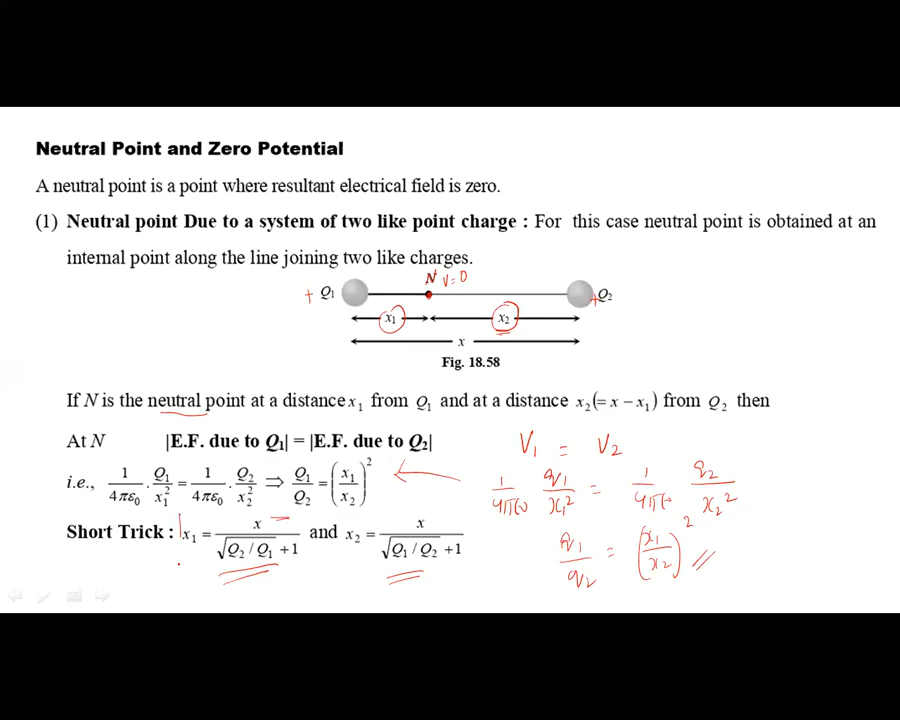 Neutral Point and Zero Potential
A neutral point is a point where resultant electrical field is zero.
(1) Neutral point Due to a system of two like point charge : For this case neutral point is obtained at an
internal point along the line joining two like charges.
N V=0
+ Q₁ + Q₂
x₁ x₂
x
Fig. 18.58
If N is the neutral point at a distance x₁ from Q₁ and at a distance x₂(= x − x₁) from Q₂ then
At N |E.F. due to Q₁| = |E.F. due to Q₂|
V₁ = V₂
i.e., 1/4πε₀ . Q₁/x₁² = 1/4πε₀ . Q₂/x₂² ⇒ Q₁/Q₂ = (x₁/x₂)²
1/4π∈₀ q₁/x₁² = 1/4π∈₀ q₂/x₂²
Short Trick : x₁ = x/(√(Q₂ / Q₁) + 1) and x₂ = x/(√(Q₁ / Q₂) + 1)
q₁/q₂ = (x₁/x₂)² //